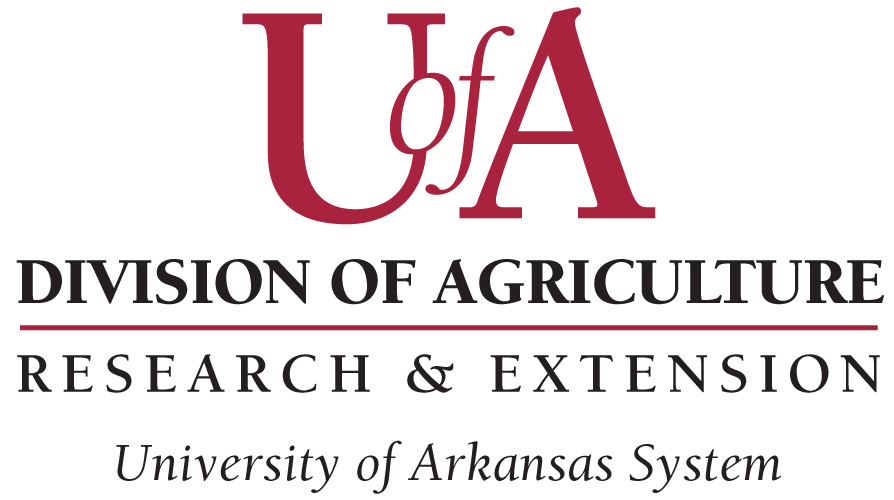 UofA
DIVISION OF AGRICULTURE
RESEARCH & EXTENSION
University of Arkansas System